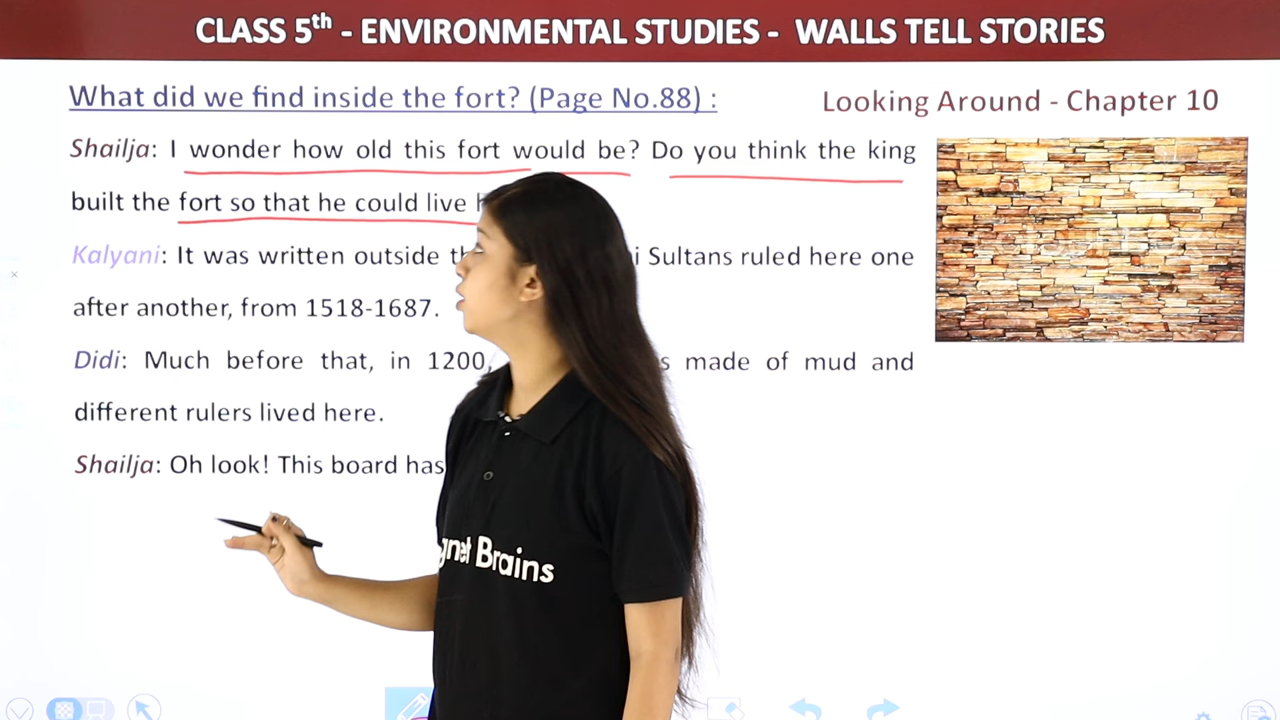 CLASS 5th - ENVIRONMENTAL STUDIES - WALLS TELL STORIES
What did we find inside the fort? (Page No.88) :
Looking Around - Chapter 10
Shailja: I wonder how old this fort would be? Do you think the king
built the fort so that he could live
Kalyani: It was written outside Sultans ruled here one
after another, from 1518-1687.
Didi: Much before that, in 1200, made of mud and
different rulers lived here.
Shailja: Oh look! This board has
Brains